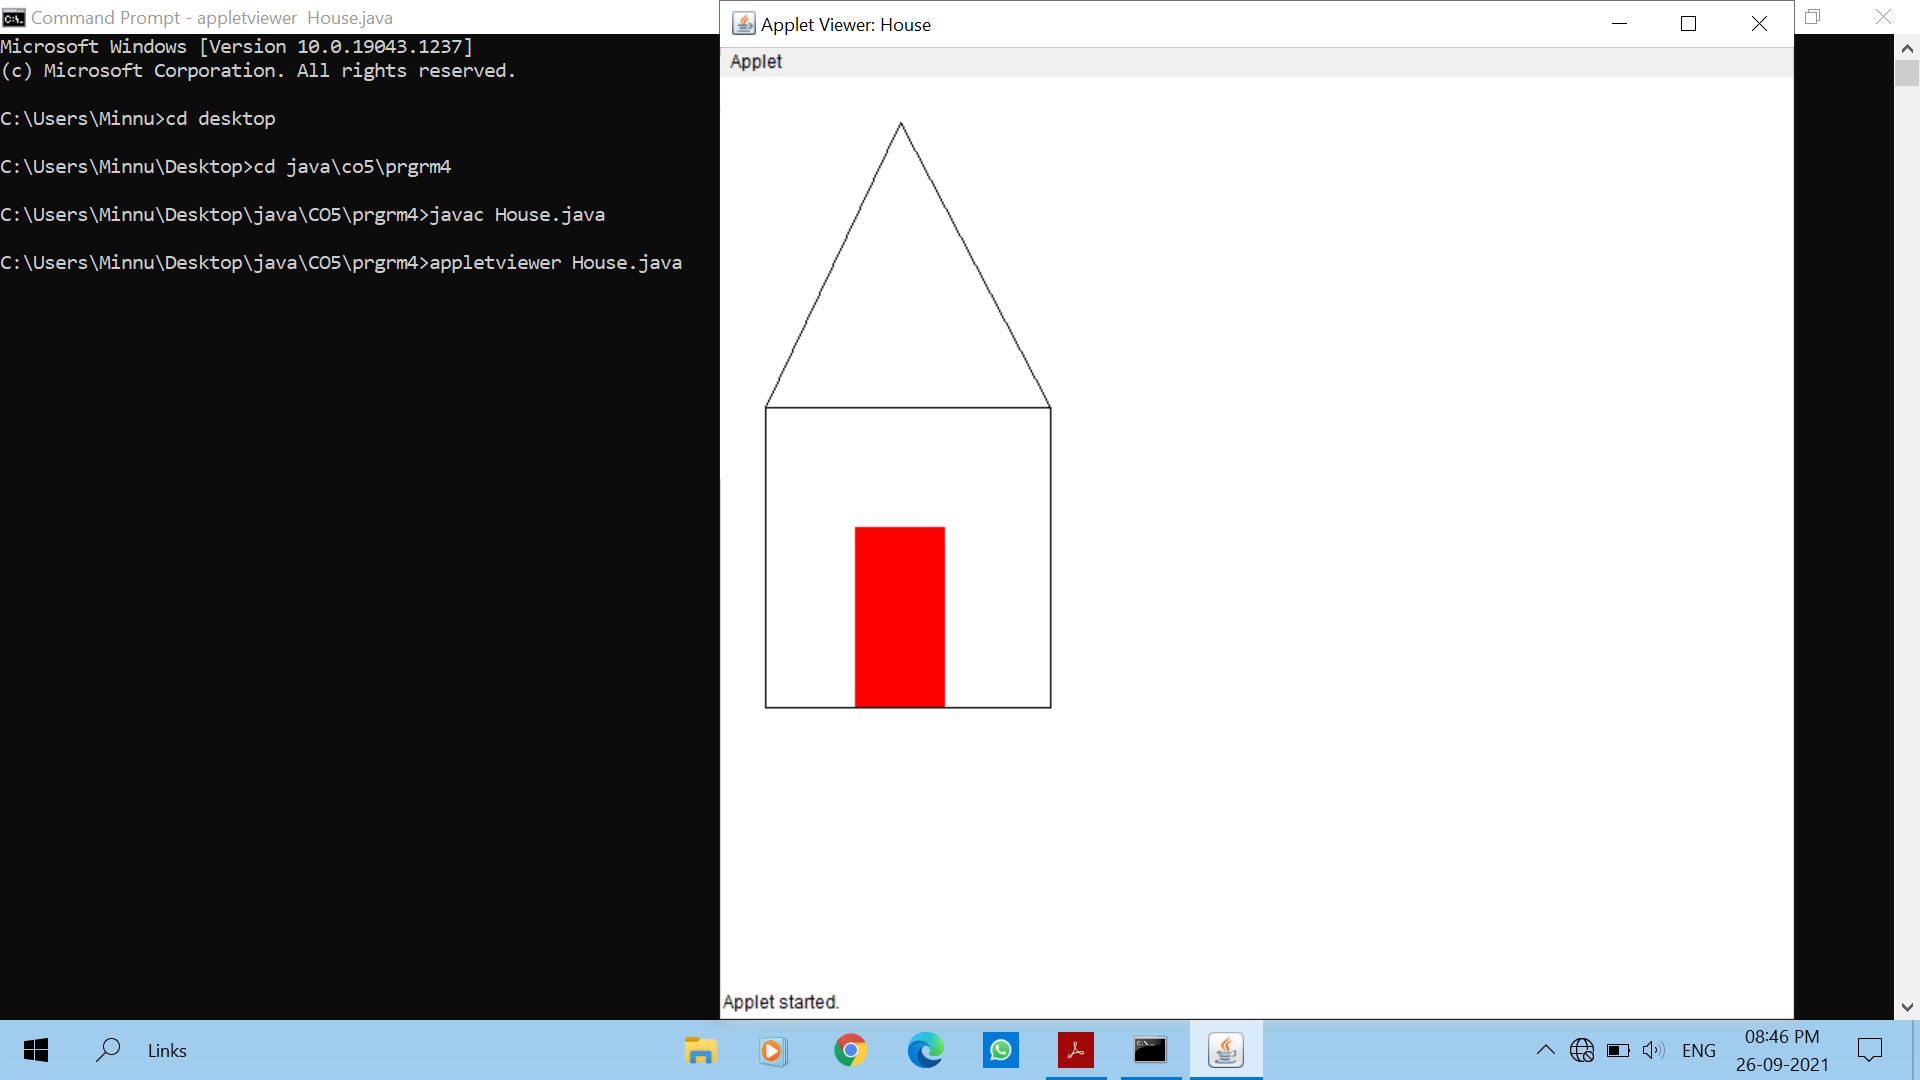 Command Prompt - appletviewer  House.java
Microsoft Windows [Version 10.0.19043.1237]
(c) Microsoft Corporation. All rights reserved.
C:\Users\Minnu>cd desktop
C:\Users\Minnu\Desktop>cd java\co5\prgrm4
C:\Users\Minnu\Desktop\java\CO5\prgrm4>javac House.java
C:\Users\Minnu\Desktop\java\CO5\prgrm4>appletviewer House.java
Applet Viewer: House
Applet
Applet started.
Links
ENG
08:46 PM
26-09-2021